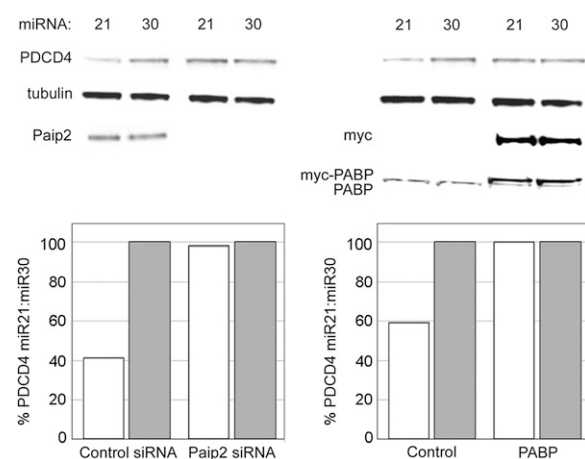 miRNA: 21 30 21 30
PDCD4
tubulin
Paip2
21 30 21 30
myc
myc-PABP
PABP
% PDCD4 miR21:miR30
100
80
60
40
20
0
Control siRNA Paip2 siRNA
% PDCD4 miR21:miR30
100
80
60
40
20
0
Control PABP